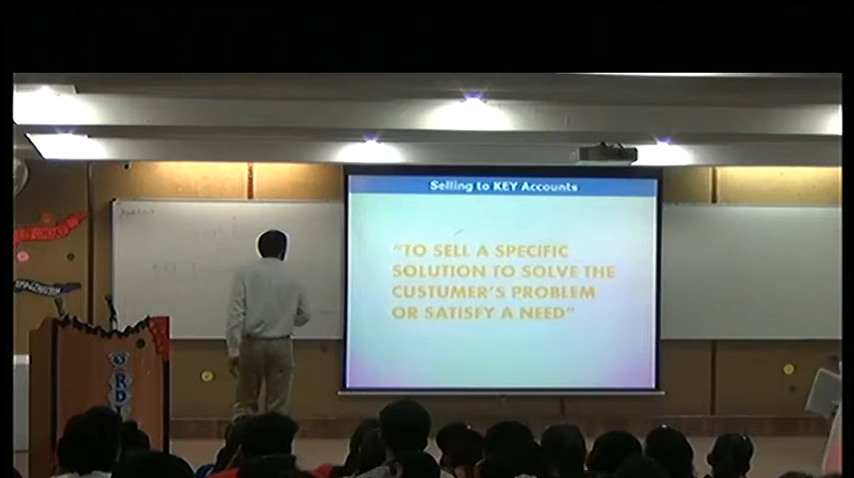 Selling to KEY Accounts
"TO SELL A SPECIFIC
SOLUTION TO SOLVE THE
CUSTUMER'S PROBLEM
OR SATISFY A NEED"